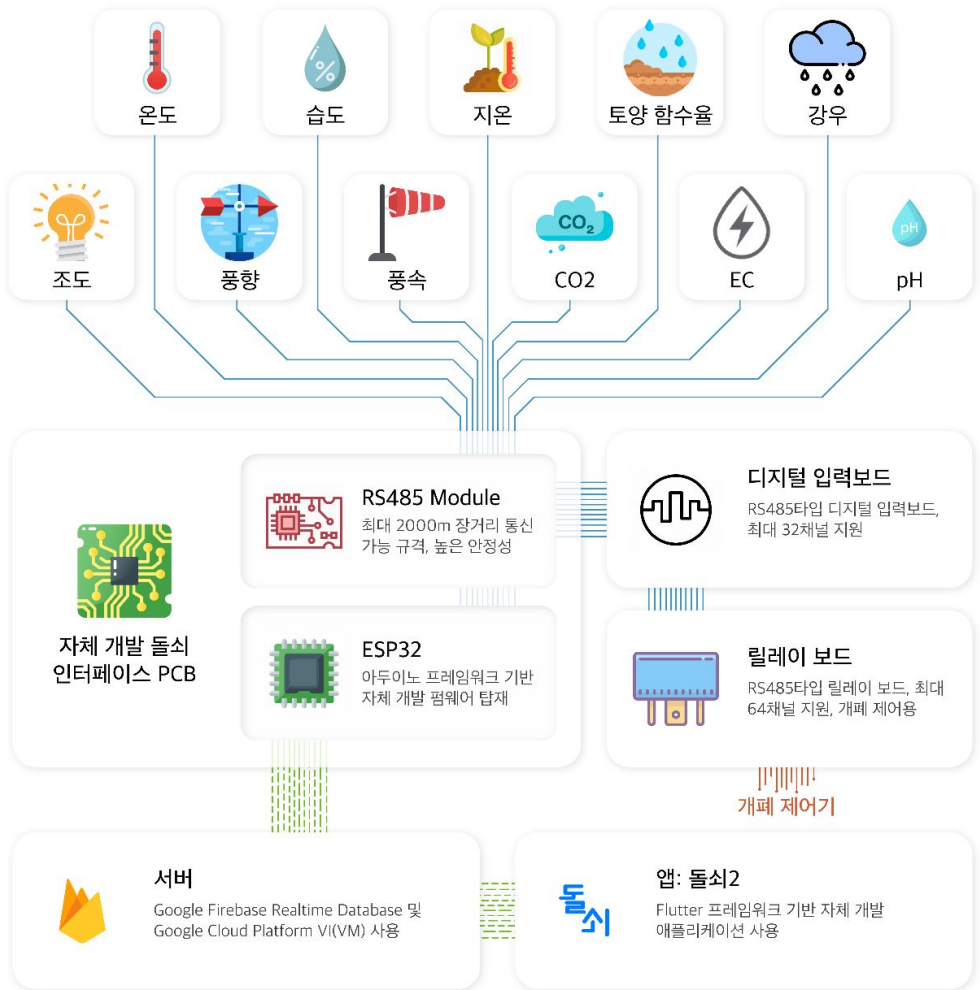 온도
습도
지온
토양 함수율
강우
조도
풍향
풍속
CO₂
CO2
EC
pH
pH
RS485 Module
최대 2000m 장거리 통신
가능 규격, 높은 안정성
디지털 입력보드
RS485타입 디지털 입력보드,
최대 32채널 지원
자체 개발 돌쇠
인터페이스 PCB
ESP32
아두이노 프레임워크 기반
자체 개발 펌웨어 탑재
릴레이 보드
RS485타입 릴레이 보드, 최대
64채널 지원, 개폐 제어용
개폐 제어기
서버
Google Firebase Realtime Database 및
Google Cloud Platform VI(VM) 사용
돌쇠
앱: 돌쇠2
Flutter 프레임워크 기반 자체 개발
애플리케이션 사용